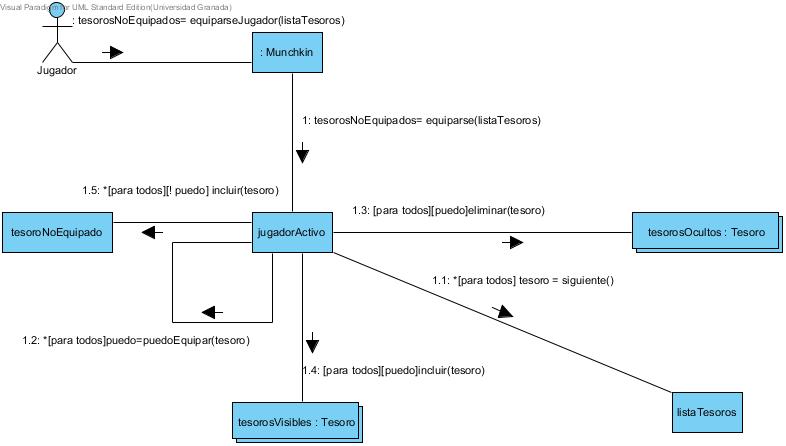 Visual Paradigm for UML Standard Edition(Universidad Granada)
: tesorosNoEquipados= equiparseJugador(listaTesoros)
: Munchkin
Jugador
1: tesorosNoEquipados= equiparse(listaTesoros)
1.5: *[para todos][! puedo] incluir(tesoro)
1.3: [para todos][puedo]eliminar(tesoro)
tesoroNoEquipado
jugadorActivo
tesorosOcultos : Tesoro
1.1: *[para todos] tesoro = siguiente()
1.2: *[para todos]puedo=puedoEquipar(tesoro)
1.4: [para todos][puedo]incluir(tesoro)
listaTesoros
tesorosVisibles : Tesoro